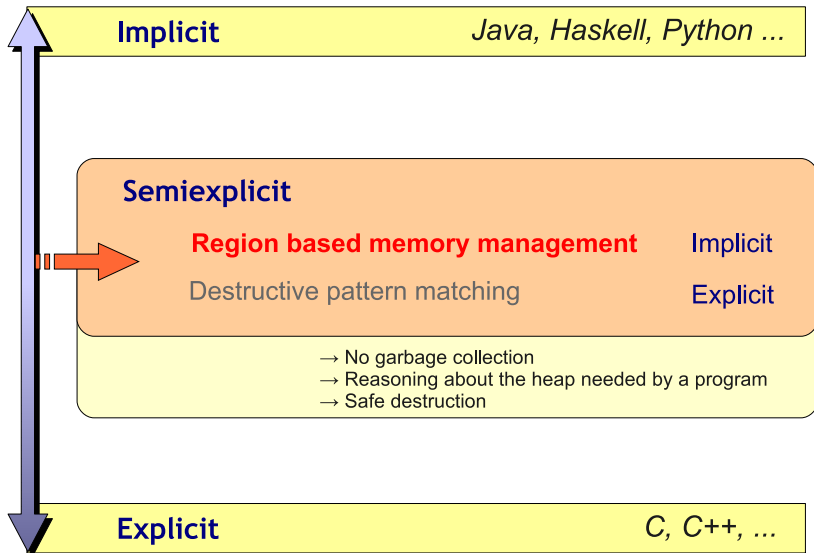 Implicit Java, Haskell, Python ...
Semiexplicit
Region based memory management Implicit
Destructive pattern matching Explicit
→ No garbage collection
→ Reasoning about the heap needed by a program
→ Safe destruction
Explicit C, C++, ...